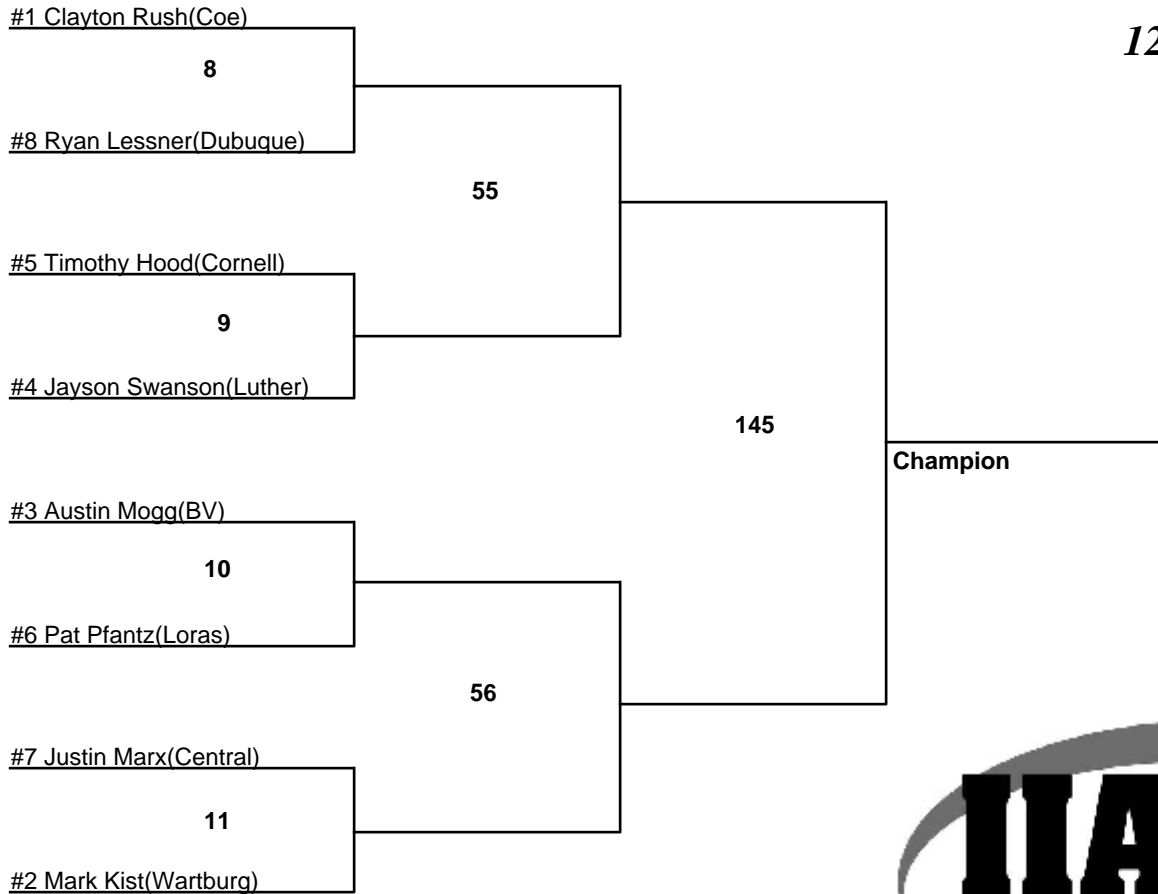 #1 Clayton Rush(Coe)
12
8
#8 Ryan Lessner(Dubuque)
55
#5 Timothy Hood(Cornell)
9
#4 Jayson Swanson(Luther)
145
Champion
#3 Austin Mogg(BV)
10
#6 Pat Pfantz(Loras)
56
#7 Justin Marx(Central)
11
#2 Mark Kist(Wartburg)
IIA